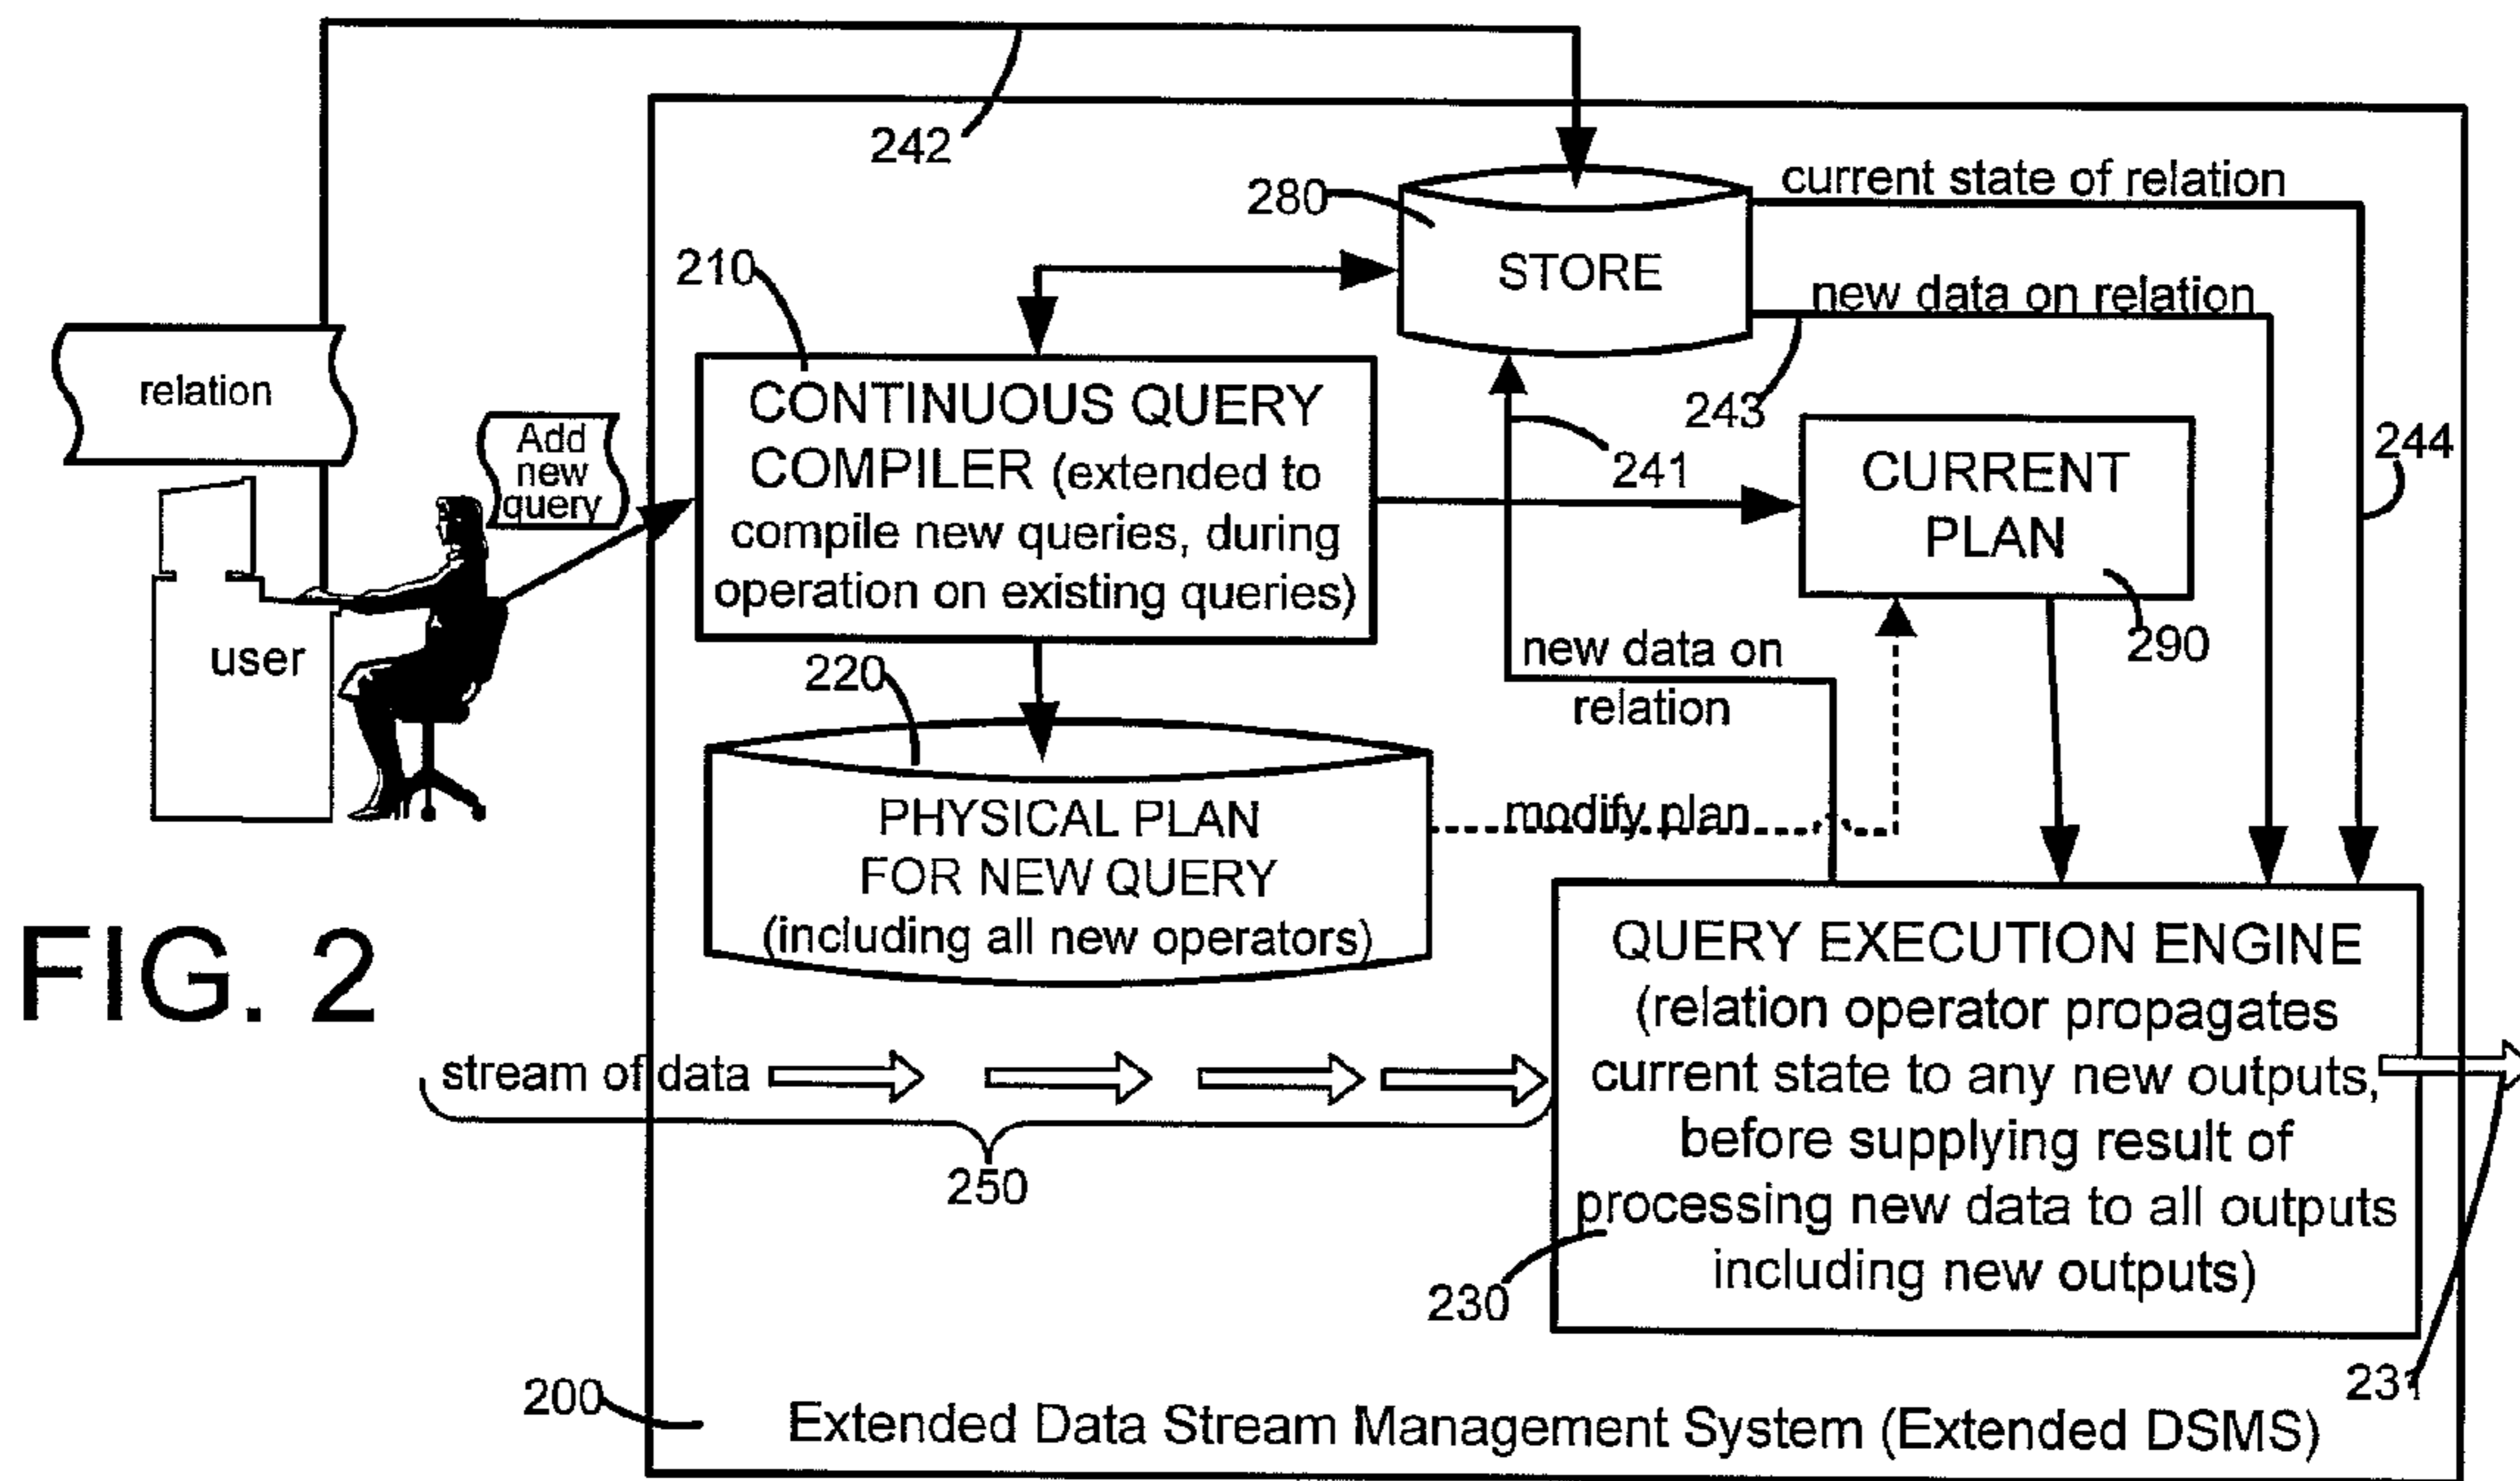 242
280
current state of relation
210
STORE
new data on relation
relation
CONTINUOUS QUERY
COMPILER (extended to
compile new queries, during
operation on existing queries)
Add
new
query
243
241
244
CURRENT
PLAN
290
user
220
new data on
relation
PHYSICAL PLAN
FOR NEW QUERY
(including all new operators)
modify plan
FIG. 2
QUERY EXECUTION ENGINE
(relation operator propagates
current state to any new outputs,
before supplying result of
processing new data to all outputs
including new outputs)
stream of data
250
230
231
200
Extended Data Stream Management System (Extended DSMS)